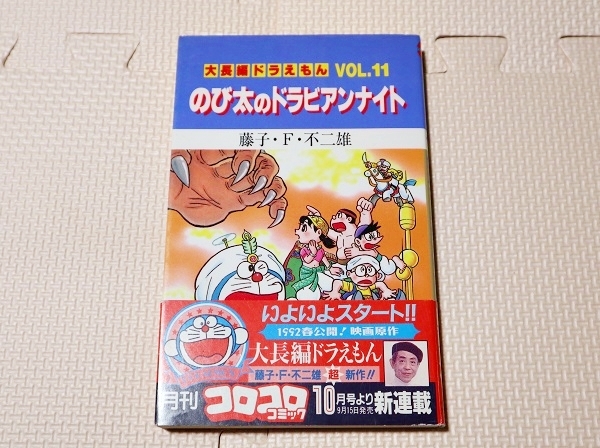 大長編ドラえもん VOL.11
のび太のドラビアンナイト
藤子・F・不二雄
いよいよスタート!!
1992春公開! 映画原作
大長編ドラえもん
藤子・F・不二雄 超 新作!!
月刊 コロコロコミック 10月号より 9月15日発売 新連載